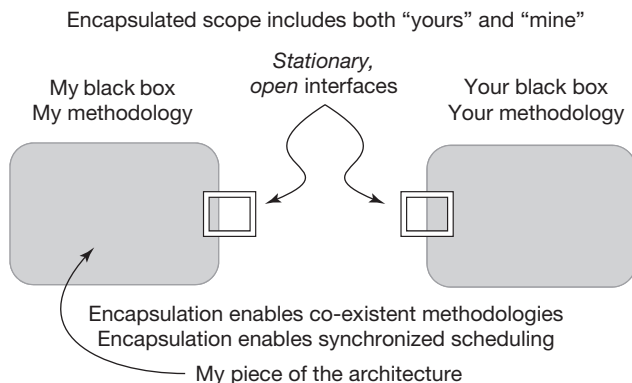 Encapsulated scope includes both “yours” and “mine”
Stationary,
open interfaces
My black box
My methodology
Your black box
Your methodology
Encapsulation enables co-existent methodologies
Encapsulation enables synchronized scheduling
My piece of the architecture